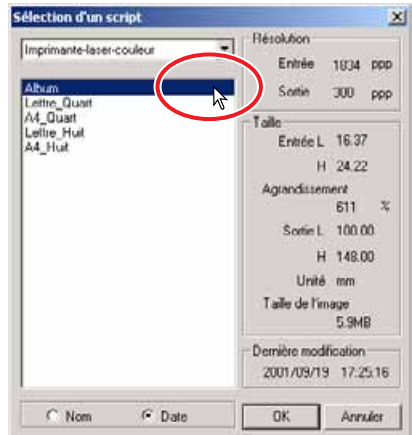 Sélection d'un script
Imprimante-laser-couleur
Album
Lettre_Quart
A4_Quart
Lettre_Huit
A4_Huit
Nom
Date
Résolution
Entrée 1834 ppp
Sortie 300 ppp
Taille
Entrée L 16.37
H 24.22
Agrandissement
611 %
Sortie L 100.00
H 148.00
Unité mm
Taille de l'image
5.9MB
Dernière modification
2001/09/19 17:25:16
OK
Annuler